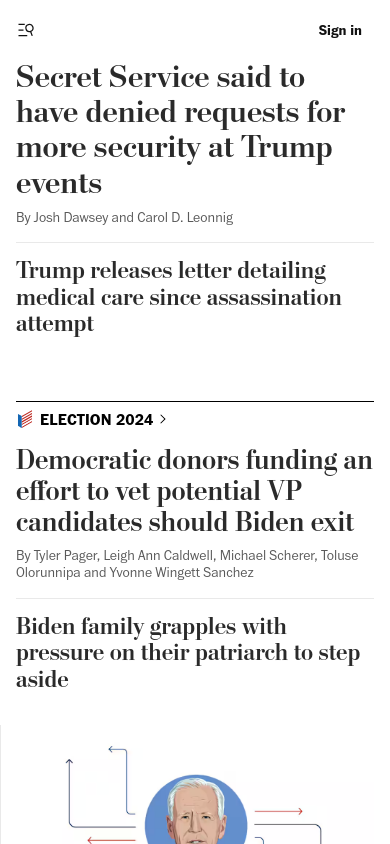 Sign in
Secret Service said to
have denied requests for
more security at Trump
events
By Josh Dawsey and Carol D. Leonnig
Trump releases letter detailing
medical care since assassination
attempt
ELECTION 2024
Democratic donors funding an
effort to vet potential VP
candidates should Biden exit
By Tyler Pager, Leigh Ann Caldwell, Michael Scherer, Toluse
Olorunnipa and Yvonne Wingett Sanchez
Biden family grapples with
pressure on their patriarch to step
aside